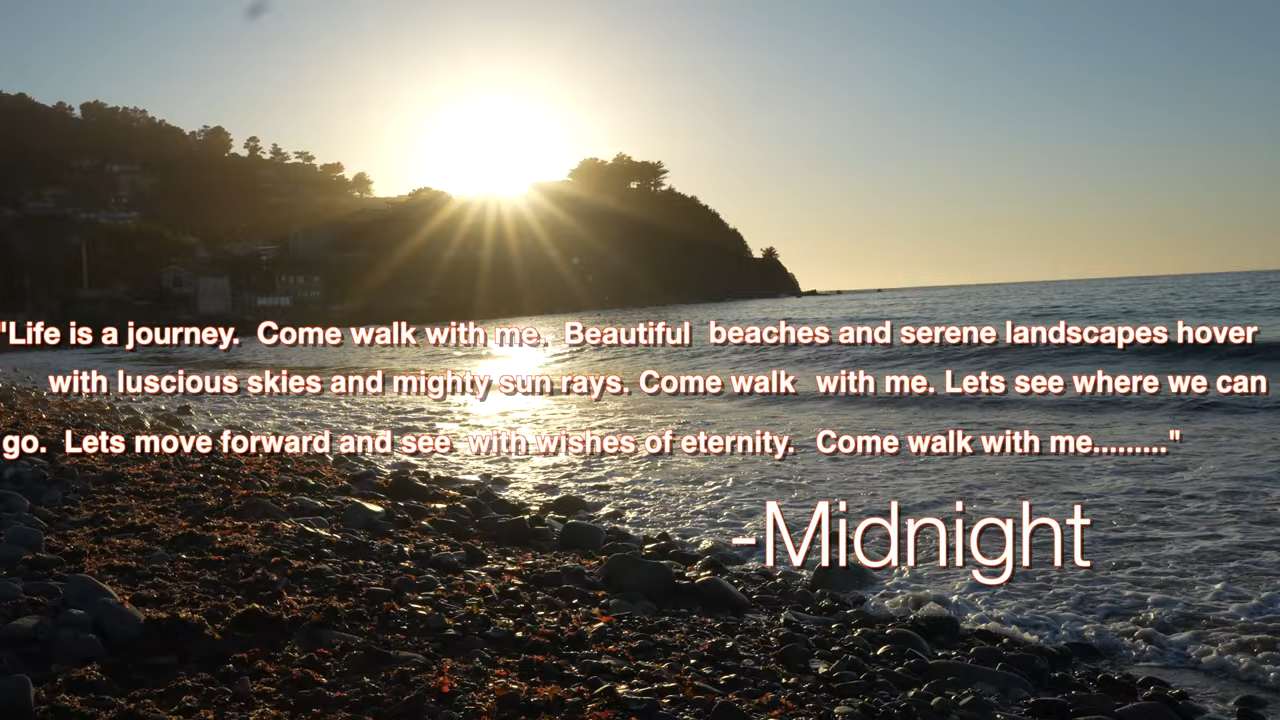 "Life is a journey.  Come walk with me.  Beautiful  beaches and serene landscapes hover
with luscious skies and mighty sun rays. Come walk  with me. Lets see where we can
go.  Lets move forward and see  with wishes of eternity.  Come walk with me........."
-Midnight